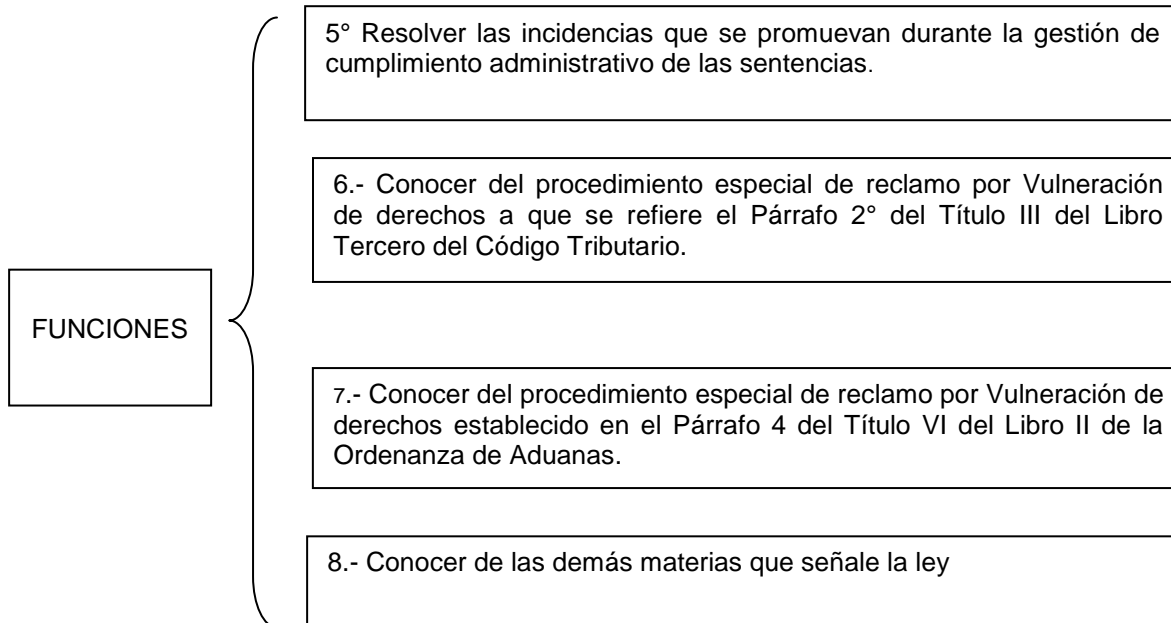 5° Resolver las incidencias que se promuevan durante la gestión de
cumplimiento administrativo de las sentencias.
6.- Conocer del procedimiento especial de reclamo por Vulneración
de derechos a que se refiere el Párrafo 2° del Título III del Libro
Tercero del Código Tributario.
FUNCIONES
7.- Conocer del procedimiento especial de reclamo por Vulneración de
derechos establecido en el Párrafo 4 del Título VI del Libro II de la
Ordenanza de Aduanas.
8.- Conocer de las demás materias que señale la ley